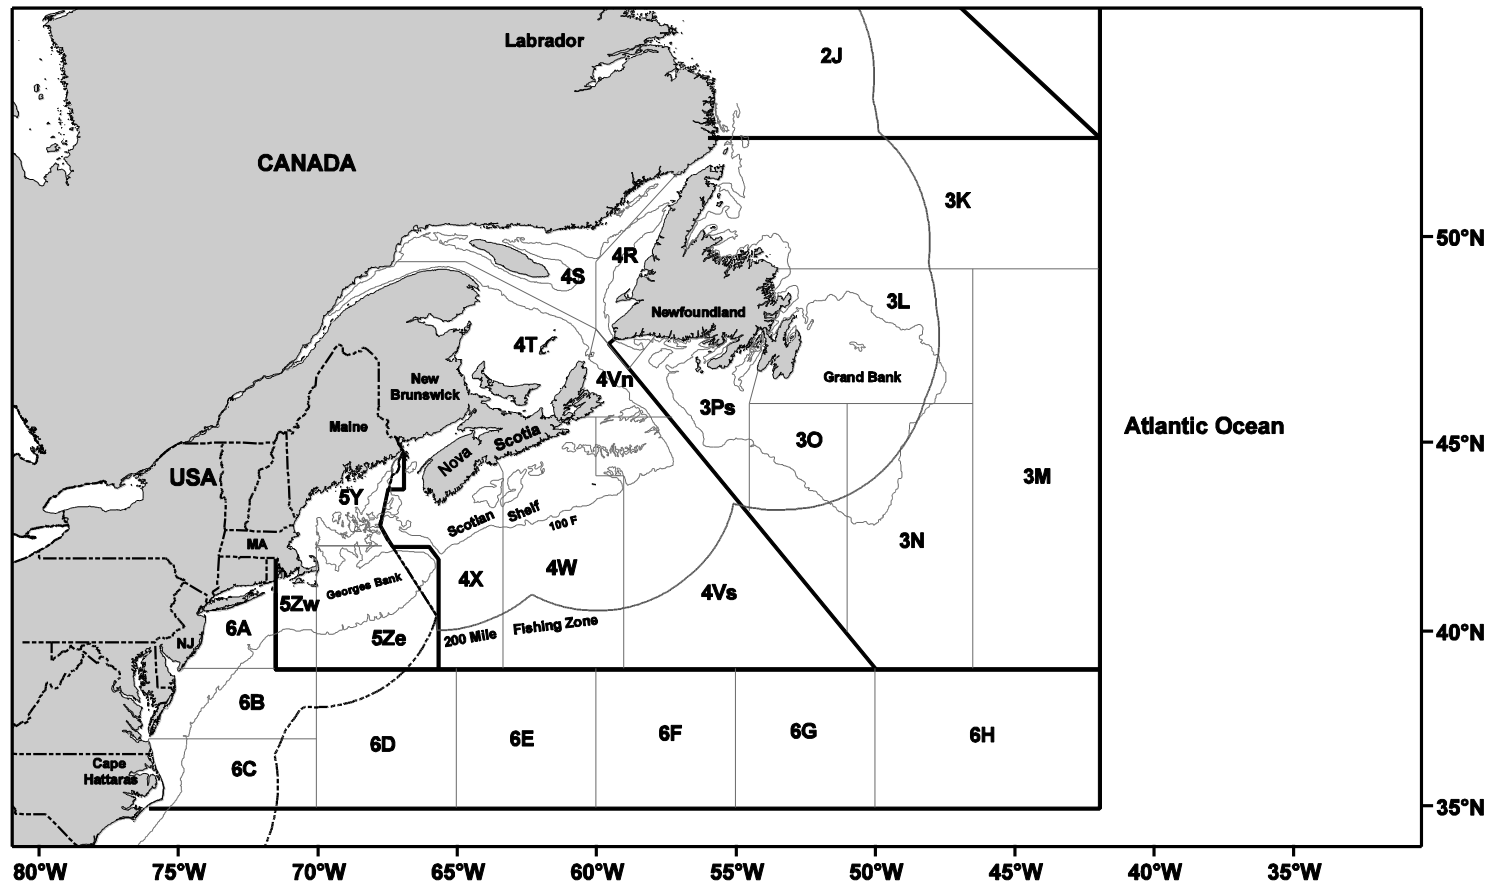 Labrador
2J
CANADA
3K
50°N
4R
4S
3L
Newfoundland
4T
Grand Bank
4Vn
New
Brunswick
3Ps
Maine
Atlantic Ocean
3O
45°N
Nova Scotia
USA
3M
5Y
Scotian Shelf
100 F
3N
MA
4W
4X
Georges Bank
4Vs
5Zw
6A
200 Mile Fishing Zone
40°N
5Ze
NJ
6B
6D
6E
6F
6G
6H
Cape
Hattaras
6C
35°N
80°W 75°W 70°W 65°W 60°W 55°W 50°W 45°W 40°W 35°W